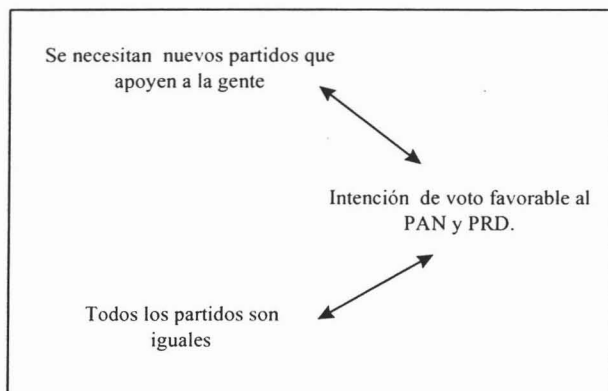 Se necesitan nuevos partidos que
apoyen a la gente
Intención de voto favorable al
PAN y PRD.
Todos los partidos son
iguales